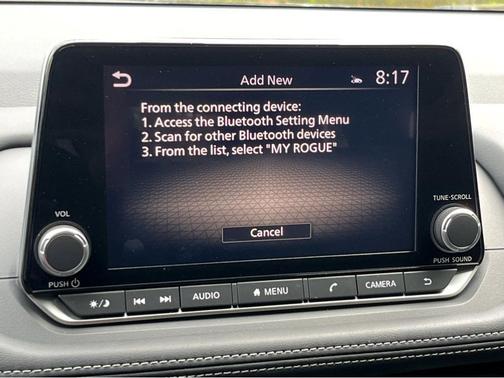 Add New
8:17
From the connecting device:
1. Access the Bluetooth Setting Menu
2. Scan for other Bluetooth devices
3. From the list, select "MY ROGUE"
Cancel
VOL
PUSH
TUNE·SCROLL
PUSH SOUND
AUDIO
MENU
CAMERA